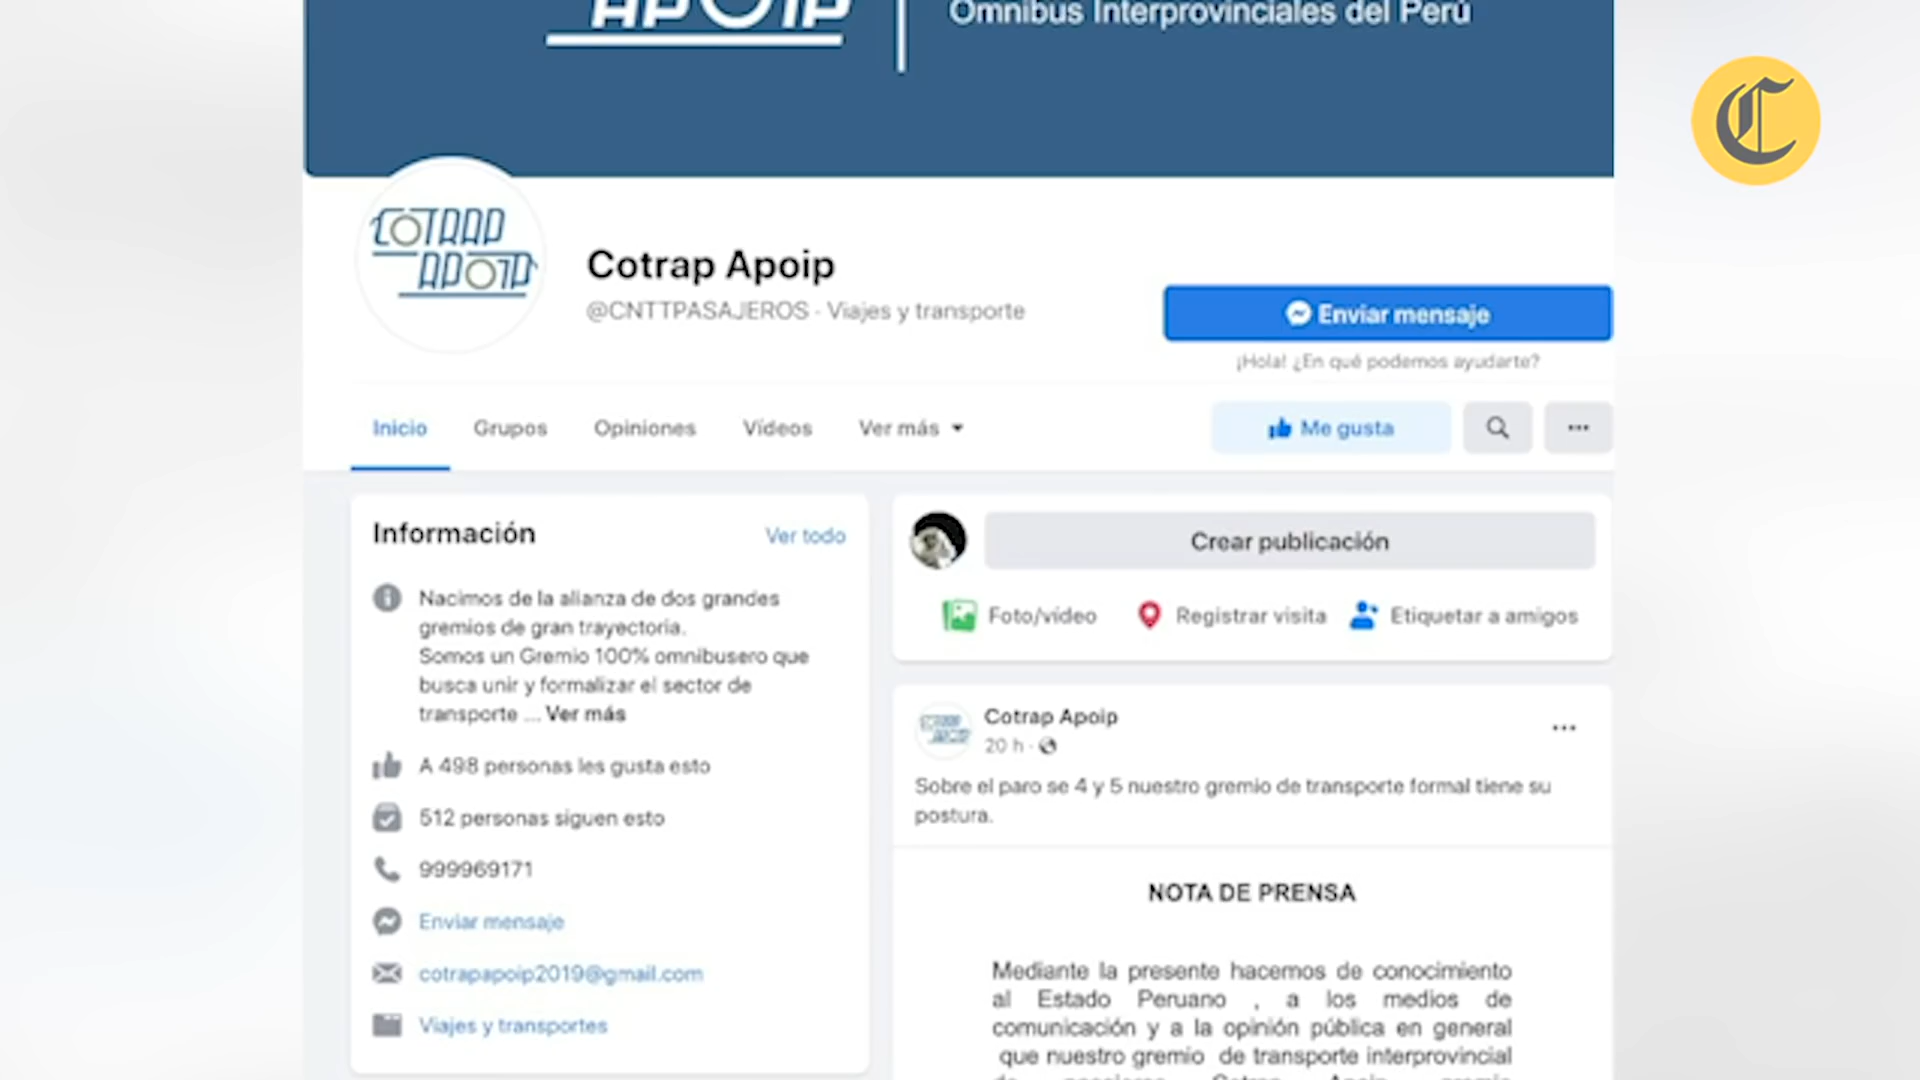 APOIP
Omnibus Interprovinciales del Perú
C
COTRAP
APOIP
Cotrap Apoip
@CNTTPASAJEROS · Viajes y transporte
Enviar mensaje
¡Hola! ¿En qué podemos ayudarte?
Inicio
Grupos
Opiniones
Vídeos
Ver más
Me gusta
Información
Ver todo
Nacimos de la alianza de dos grandes
gremios de gran trayectoria.
Somos un Gremio 100% omnibusero que
busca unir y formalizar el sector de
transporte ... Ver más
A 498 personas les gusta esto
512 personas siguen esto
999969171
Enviar mensaje
cotrapapoip2019@gmail.com
Viajes y transportes
Crear publicación
Foto/vídeo
Registrar visita
Etiquetar a amigos
COTRAP
APOIP
Cotrap Apoip
20 h ·
Sobre el paro se 4 y 5 nuestro gremio de transporte formal tiene su
postura.
NOTA DE PRENSA
Mediante la presente hacemos de conocimiento
al Estado Peruano , a los medios de
comunicación y a la opinión pública en general
que nuestro gremio de transporte interprovincial